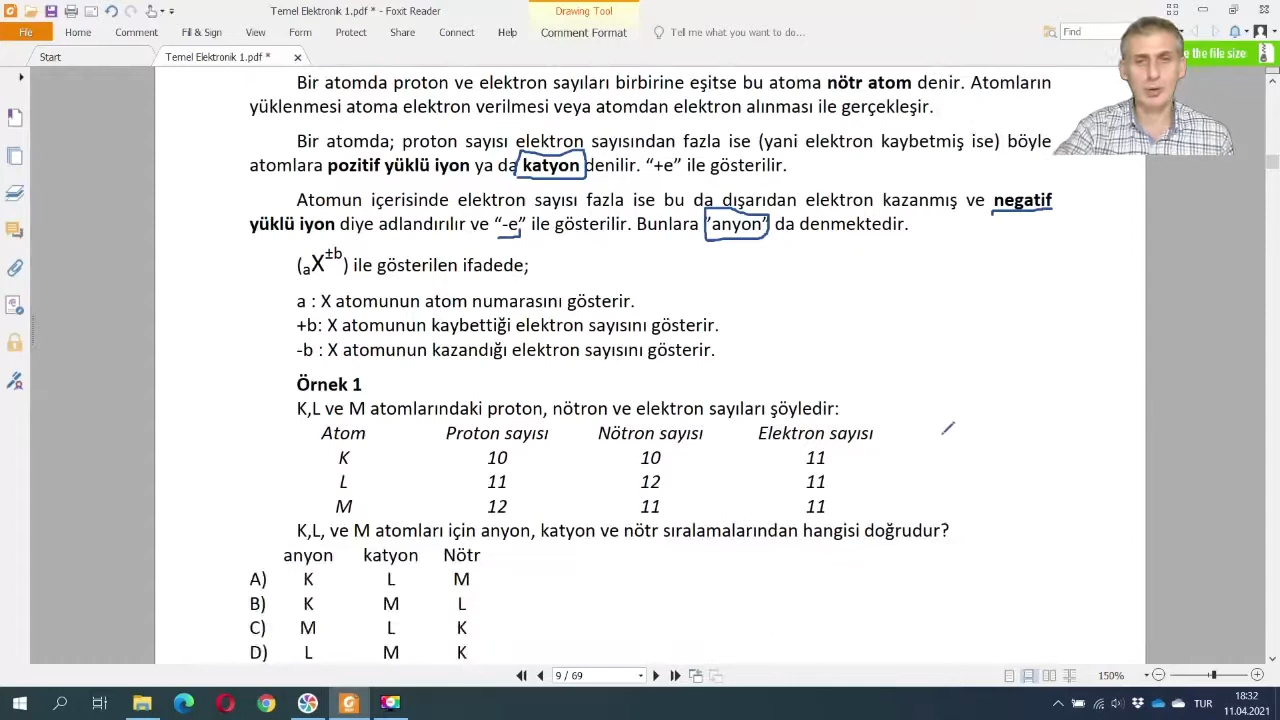 Temel Elektronik 1.pdf * - Foxit Reader
Drawing Tool
File
Home
Comment
Fill & Sign
View
Form
Protect
Share
Connect
Help
Comment Format
Tell me what you want to do...
Find
Start
Temel Elektronik 1.pdf *
e the file size
Bir atomda proton ve elektron sayıları birbirine eşitse bu atoma nötr atom denir. Atomların
yüklenmesi atoma elektron verilmesi veya atomdan elektron alınması ile gerçekleşir.
Bir atomda; proton sayısı elektron sayısından fazla ise (yani elektron kaybetmiş ise) böyle
atomlara pozitif yüklü iyon ya da katyon denilir. “+e” ile gösterilir.
Atomun içerisinde elektron sayısı fazla ise bu da dışarıdan elektron kazanmış ve negatif
yüklü iyon diye adlandırılır ve “-e” ile gösterilir. Bunlara “anyon” da denmektedir.
(aX±b) ile gösterilen ifadede;
a : X atomunun atom numarasını gösterir.
+b: X atomunun kaybettiği elektron sayısını gösterir.
-b : X atomunun kazandığı elektron sayısını gösterir.
Örnek 1
K,L ve M atomlarındaki proton, nötron ve elektron sayıları şöyledir:
Atom Proton sayısı Nötron sayısı Elektron sayısı
K 10 10 11
L 11 12 11
M 12 11 11
K,L, ve M atomları için anyon, katyon ve nötr sıralamalarından hangisi doğrudur?
anyon katyon Nötr
A) K L M
B) K M L
C) M L K
D) L M K
9 / 69
150%
TUR
18:32
11.04.2021